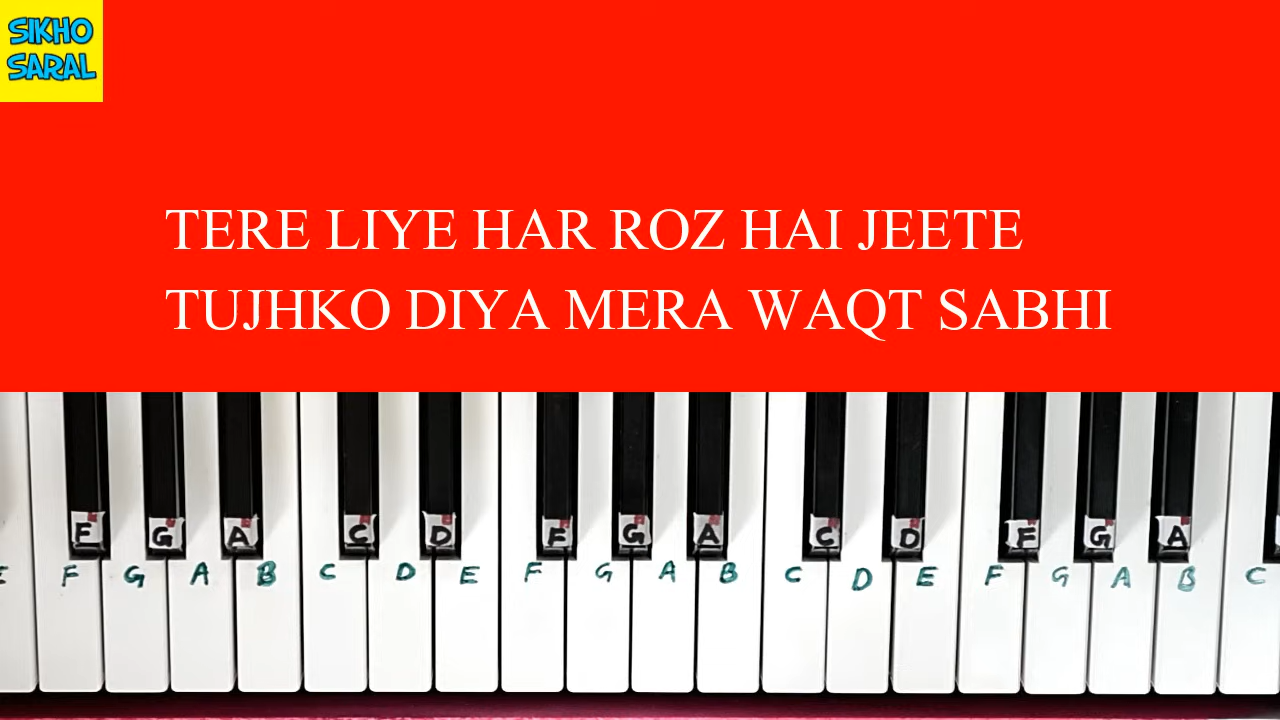 SIKHO
SARAL
TERE LIYE HAR ROZ HAI JEETE
TUJHKO DIYA MERA WAQT SABHI
F G A C D F G A C D F G A
E F G A B C D E F G A B C D E F G A B C